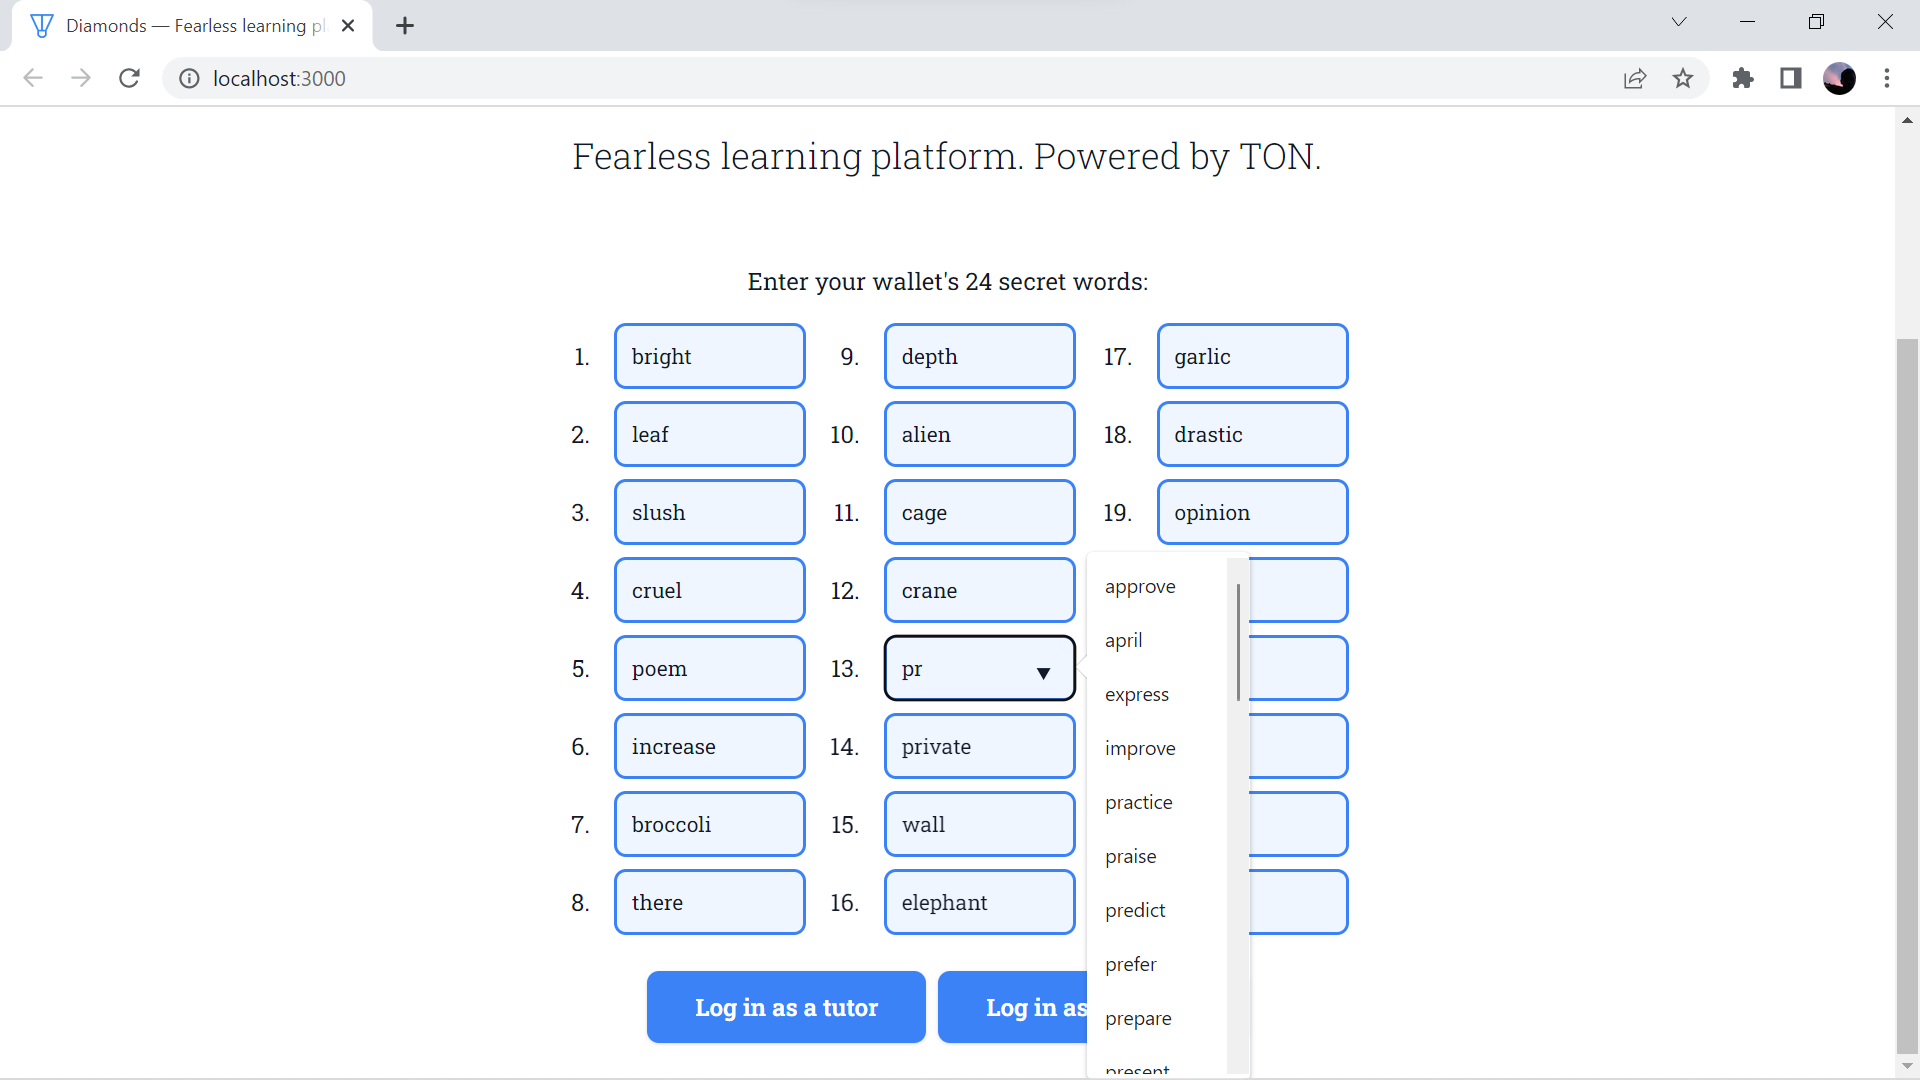 Diamonds — Fearless learning pl
localhost:3000
Fearless learning platform. Powered by TON.
Enter your wallet's 24 secret words:
1. bright
2. leaf
3. slush
4. cruel
5. poem
6. increase
7. broccoli
8. there
9. depth
10. alien
11. cage
12. crane
13. pr
14. private
15. wall
16. elephant
17. garlic
18. drastic
19. opinion
approve
april
express
improve
practice
praise
predict
prefer
prepare
present
Log in as a tutor
Log in as